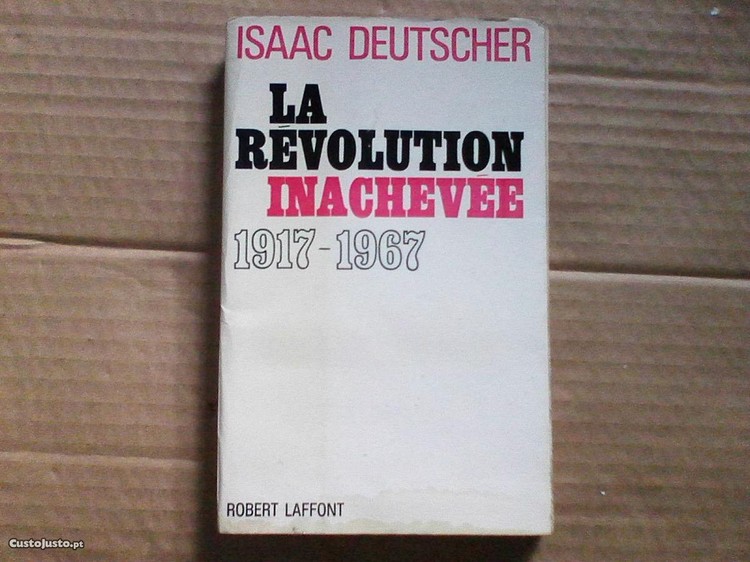 ISAAC DEUTSCHER
LA
RÉVOLUTION
INACHEVÉE
1917-1967
ROBERT LAFFONT
CustoJusto.pt